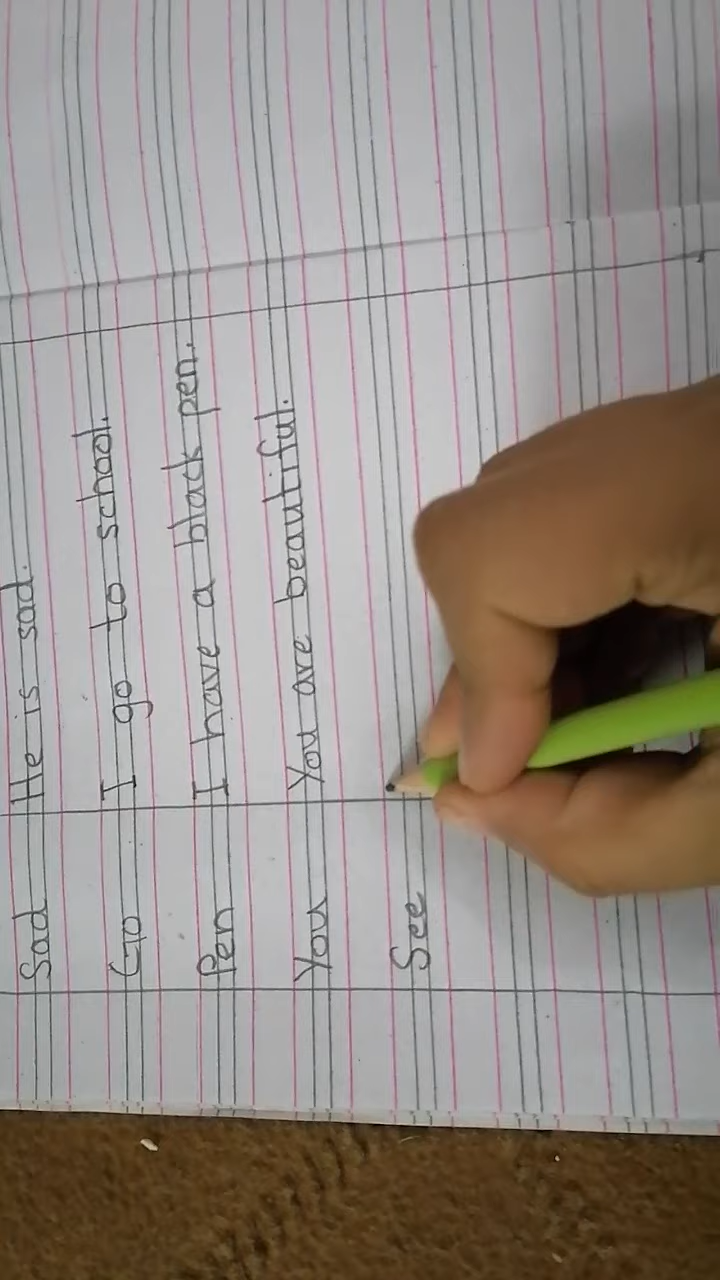 Sad He is sad.
Go I go to school.
Pen I have a black pen.
You You are beautiful.
See